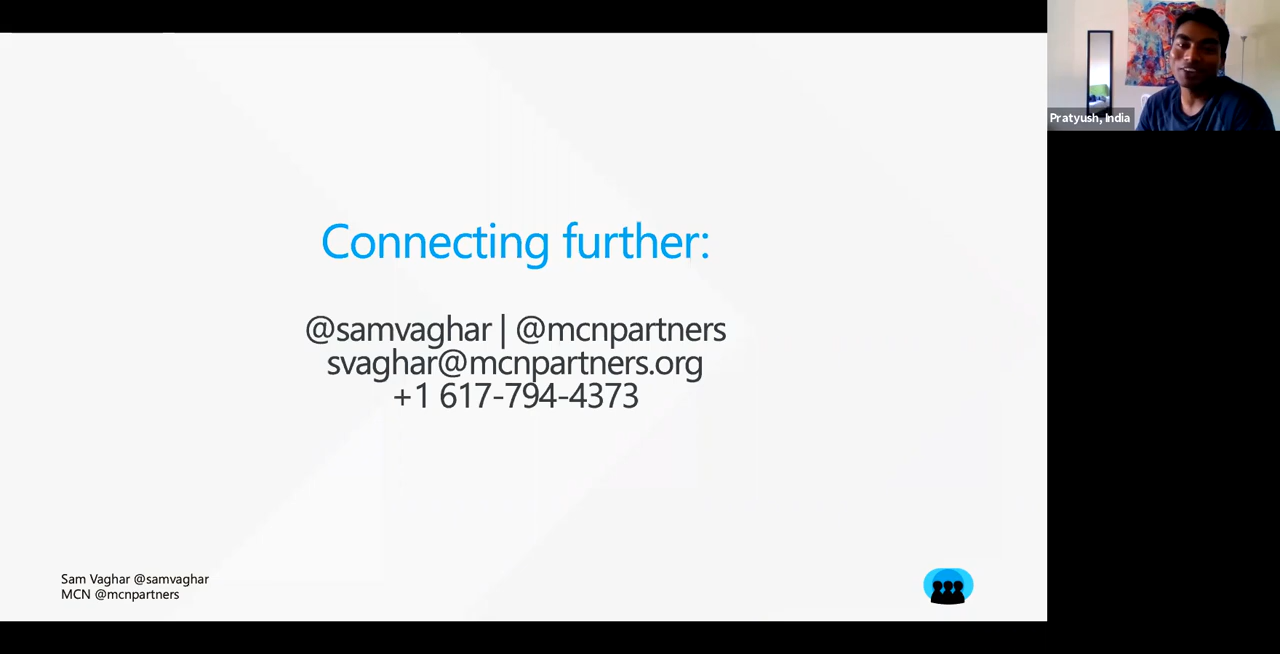 Pratyush, India
Connecting further:
@samvaghar | @mcnpartners
svaghar@mcnpartners.org
+1 617-794-4373
Sam Vaghar @samvaghar
MCN @mcnpartners